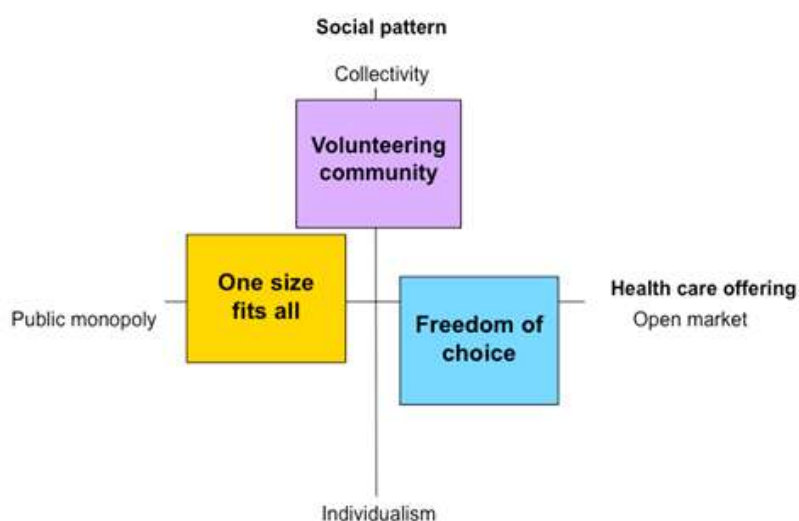 Social pattern
Collectivity
Volunteering
community
One size
fits all
Public monopoly
Freedom of
choice
Health care offering
Open market
Individualism